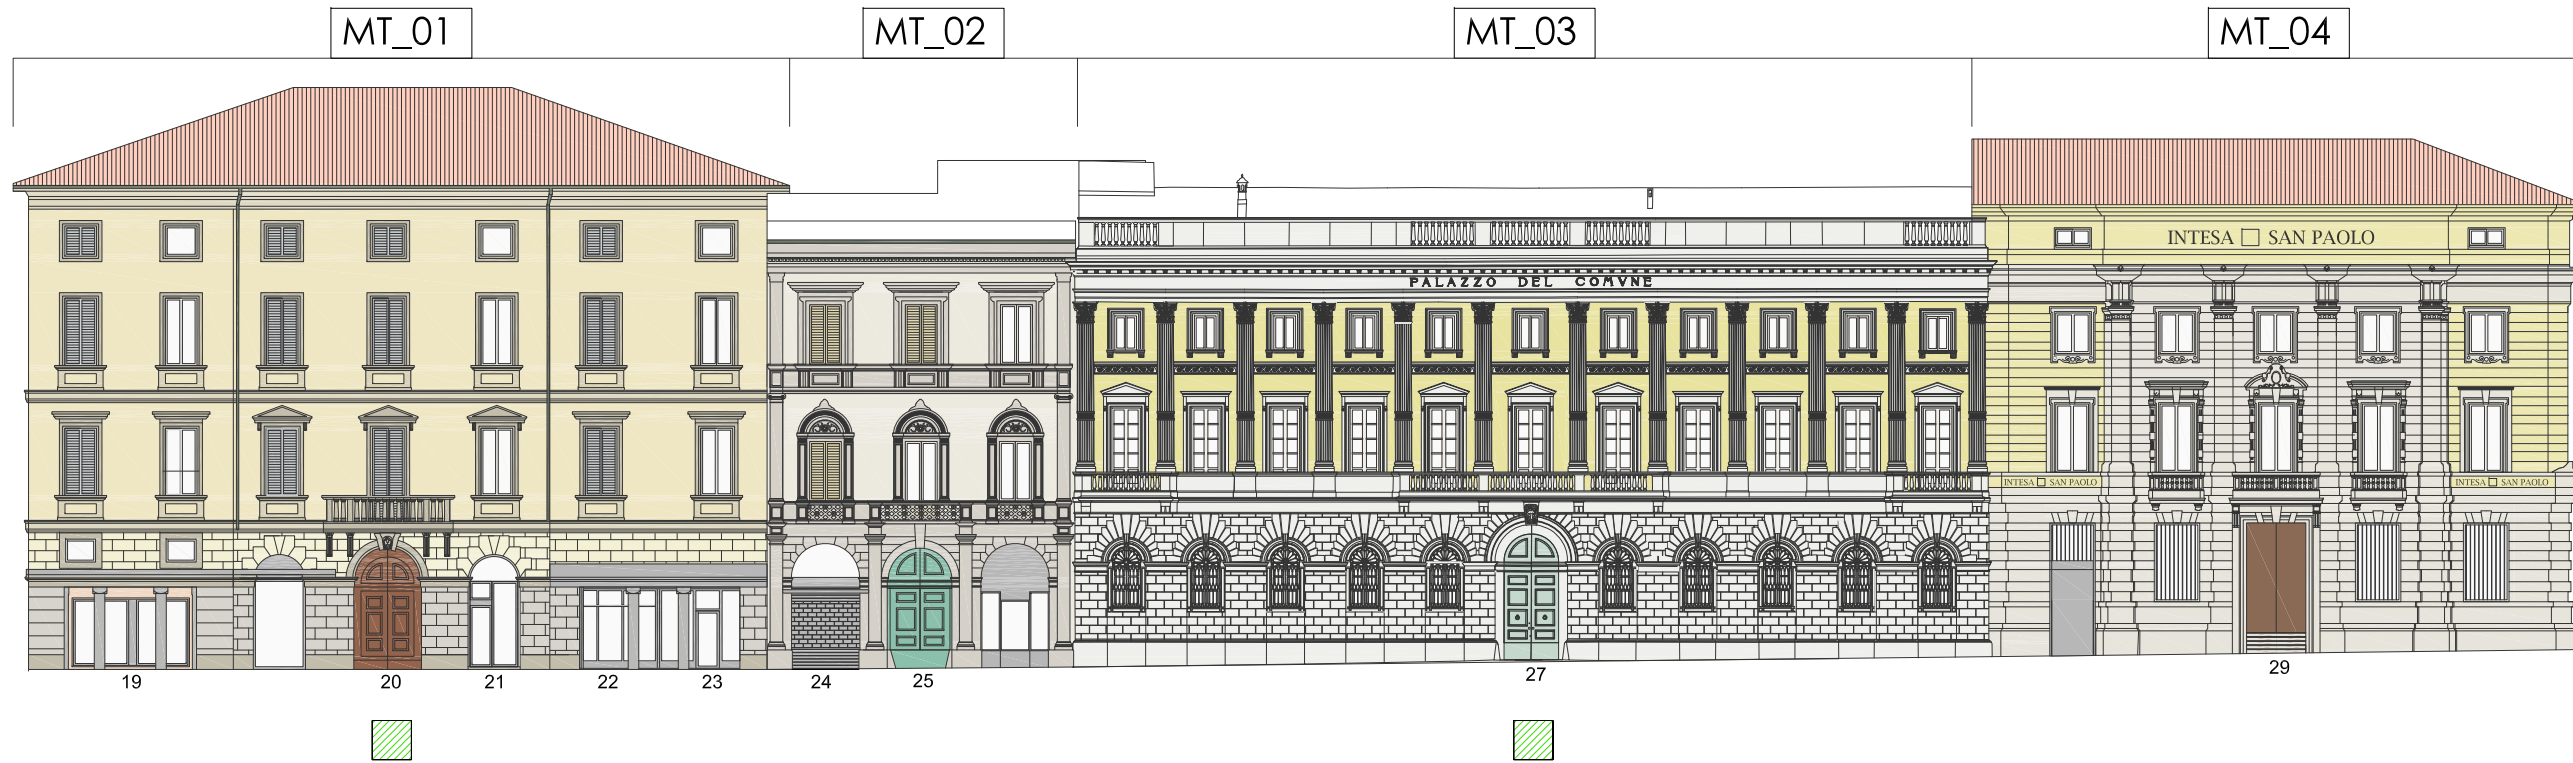 MT_01 MT_02 MT_03 MT_04
INTESA SAN PAOLO
PALAZZO DEL COMVNE
INTESA SAN PAOLO INTESA SAN PAOLO
19 20 21 22 23 24 25 27 29